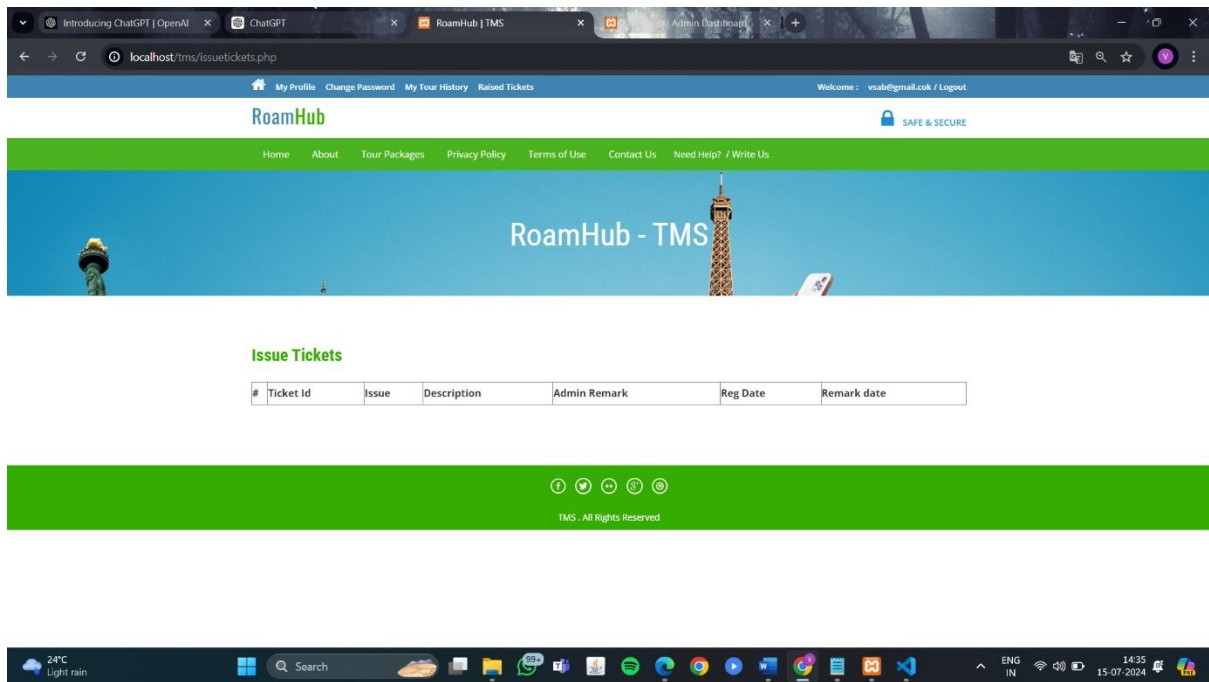 Introducing ChatGPT | OpenAI
ChatGPT
RoamHub | TMS
| Admin Dashboard
localhost/tms/issuetickets.php
V
My Profile Change Password My Tour History Raised Tickets
Welcome : vsab@gmail.cok / Logout
RoamHub
SAFE & SECURE
Home About Tour Packages Privacy Policy Terms of Use Contact Us Need Help? / Write Us
RoamHub - TMS
Issue Tickets
# Ticket Id Issue Description Admin Remark Reg Date Remark date
TMS . All Rights Reserved
24°C
Light rain
Search
99+
ENG
IN
14:35
15-07-2024